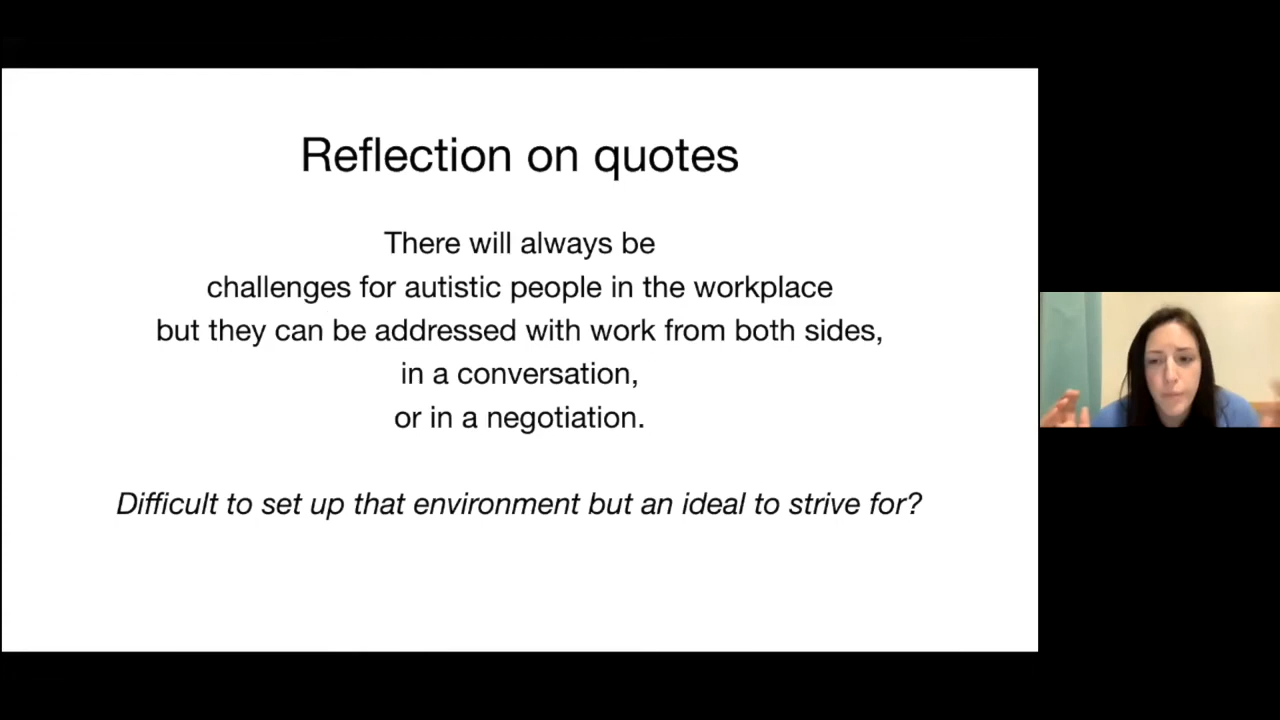 Reflection on quotes
There will always be
challenges for autistic people in the workplace
but they can be addressed with work from both sides,
in a conversation,
or in a negotiation.
Difficult to set up that environment but an ideal to strive for?